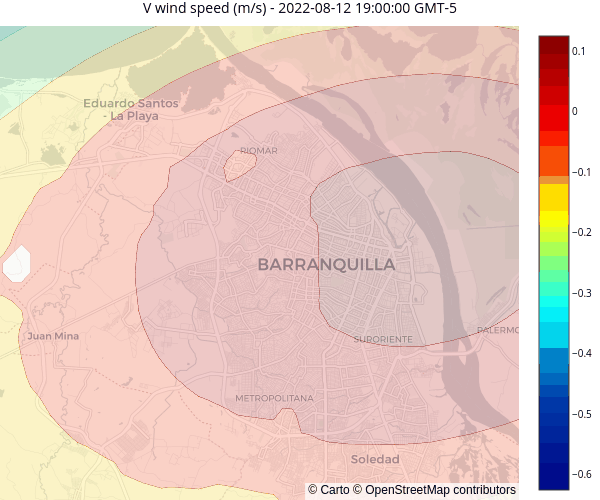 V wind speed (m/s) - 2022-08-12 19:00:00 GMT-5
Eduardo Santos
- La Playa
RIOMAR
BARRANQUILLA
Juan Mina
SURORIENTE
PALERMO
METROPOLITANA
Soledad
© Carto © OpenStreetMap contributors
0.1
0
−0.1
−0.2
−0.3
−0.4
−0.5
−0.6